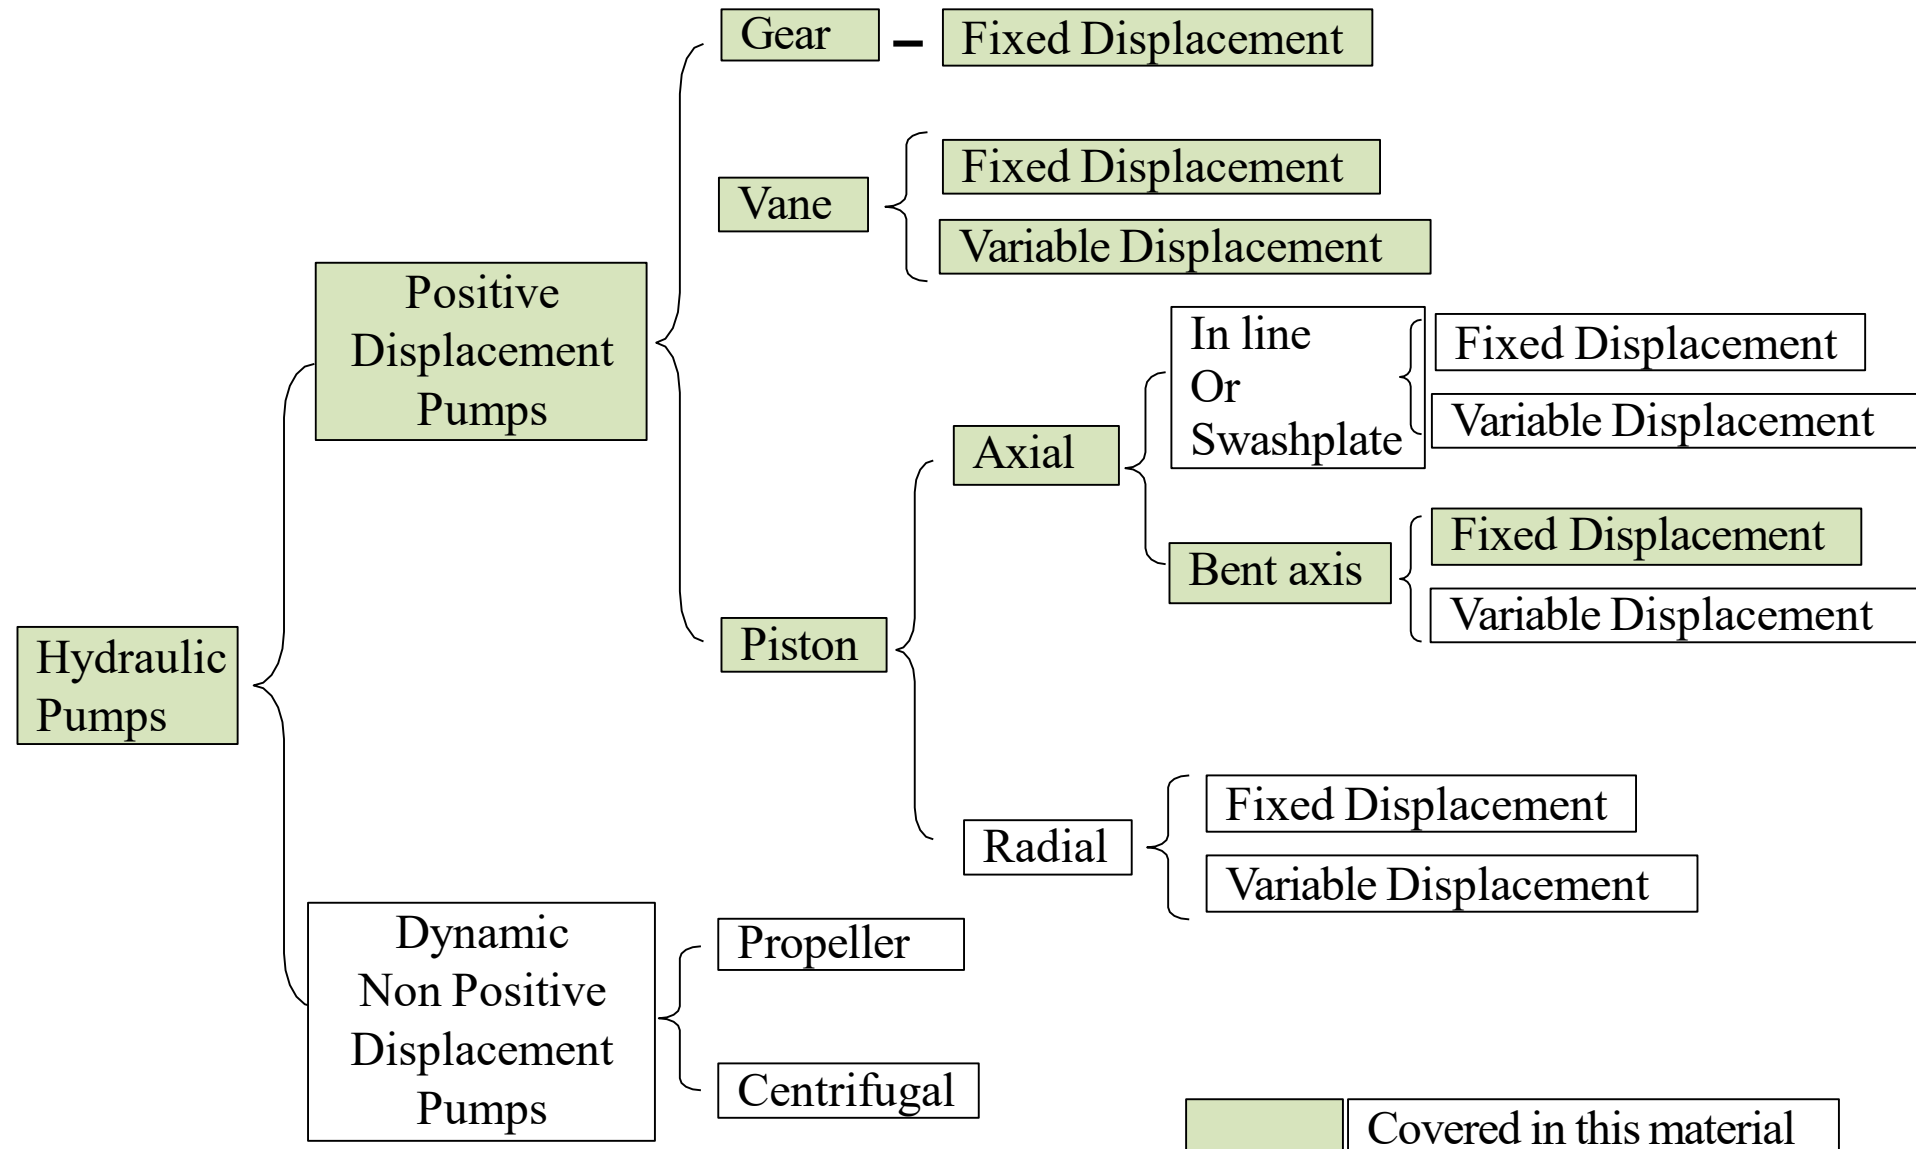 Gear
–
Fixed Displacement
Vane
Fixed Displacement
Variable Displacement
Positive
Displacement
Pumps
In line
Or
Swashplate
Fixed Displacement
Variable Displacement
Axial
Bent axis
Fixed Displacement
Variable Displacement
Piston
Hydraulic
Pumps
Radial
Fixed Displacement
Variable Displacement
Dynamic
Non Positive
Displacement
Pumps
Propeller
Centrifugal
Covered in this material